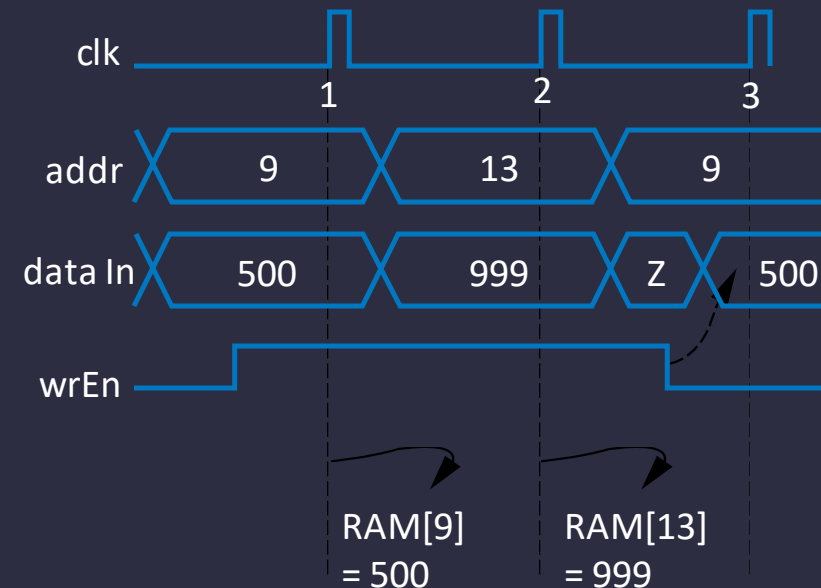 clk
1 2 3
addr 9 13 9
data In 500 999 Z 500
wrEn
RAM[9] RAM[13]
= 500 = 999